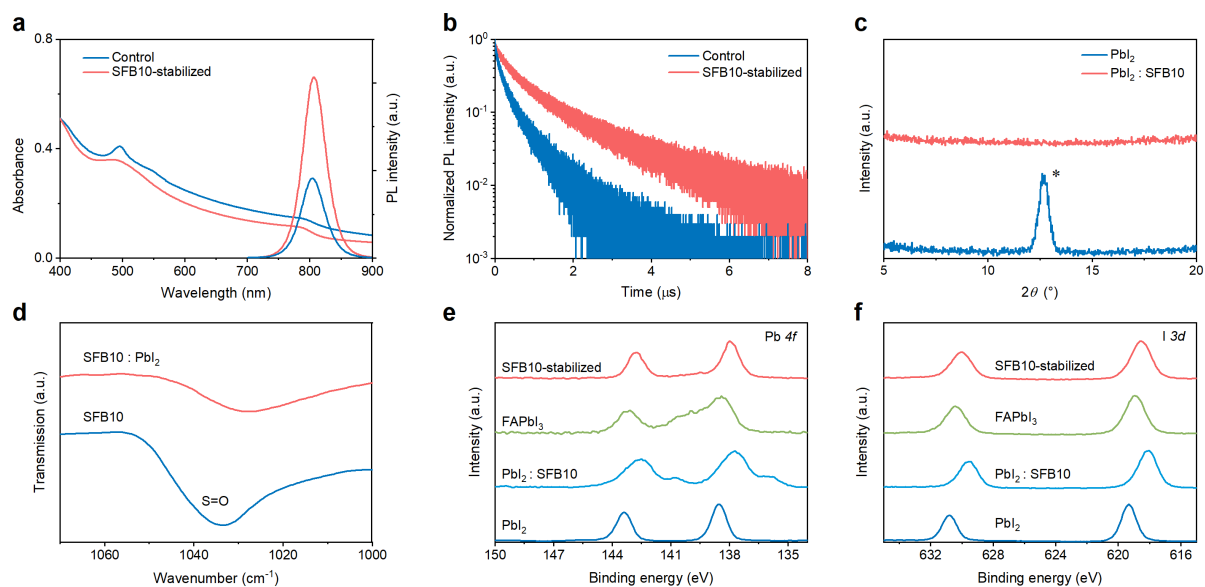 a
0.8
Control
SFB10-stabilized
0.4
0.0
400 500 600 700 800 900
Absorbance
PL intensity (a.u.)
Wavelength (nm)
b
10⁰
10⁻¹
10⁻²
10⁻³
Control
SFB10-stabilized
Normalized PL intensity (a.u.)
0 2 4 6 8
Time (μs)
c
PbI₂
PbI₂ : SFB10
*
Intensity (a.u.)
5 10 15 20
2θ (°)
d
SFB10 : PbI₂
SFB10
S=O
Transmission (a.u.)
1060 1040 1020 1000
Wavenumber (cm⁻¹)
e
Pb 4f
SFB10-stabilized
FAPbI₃
PbI₂ : SFB10
PbI₂
Intensity (a.u.)
150 147 144 141 138 135
Binding energy (eV)
f
I 3d
SFB10-stabilized
FAPbI₃
PbI₂ : SFB10
PbI₂
Intensity (a.u.)
632 628 624 620 616
Binding energy (eV)